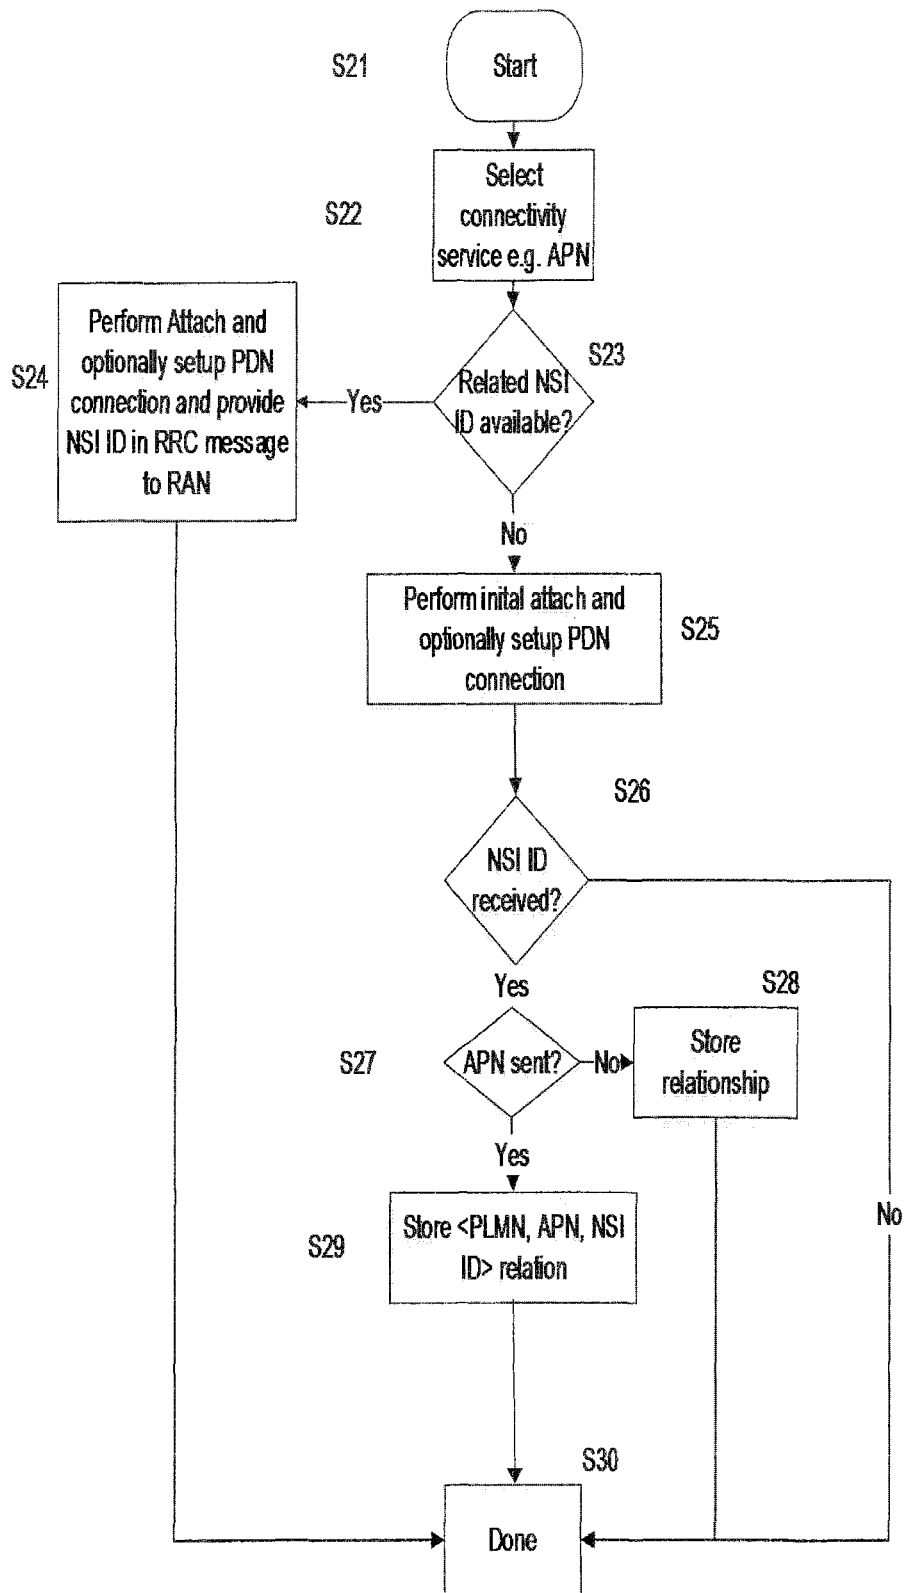 S21
Start
S22
Select
connectivity
service e.g. APN
S23
Related NSI
ID available?
Yes
S24
Perform Attach and
optionally setup PDN
connection and provide
NSI ID in RRC message
to RAN
No
Perform inital attach and
optionally setup PDN
connection
S25
S26
NSI ID
received?
Yes
S27
APN sent?
No
S28
Store
relationship
Yes
No
S29
Store <PLMN, APN, NSI
ID> relation
S30
Done